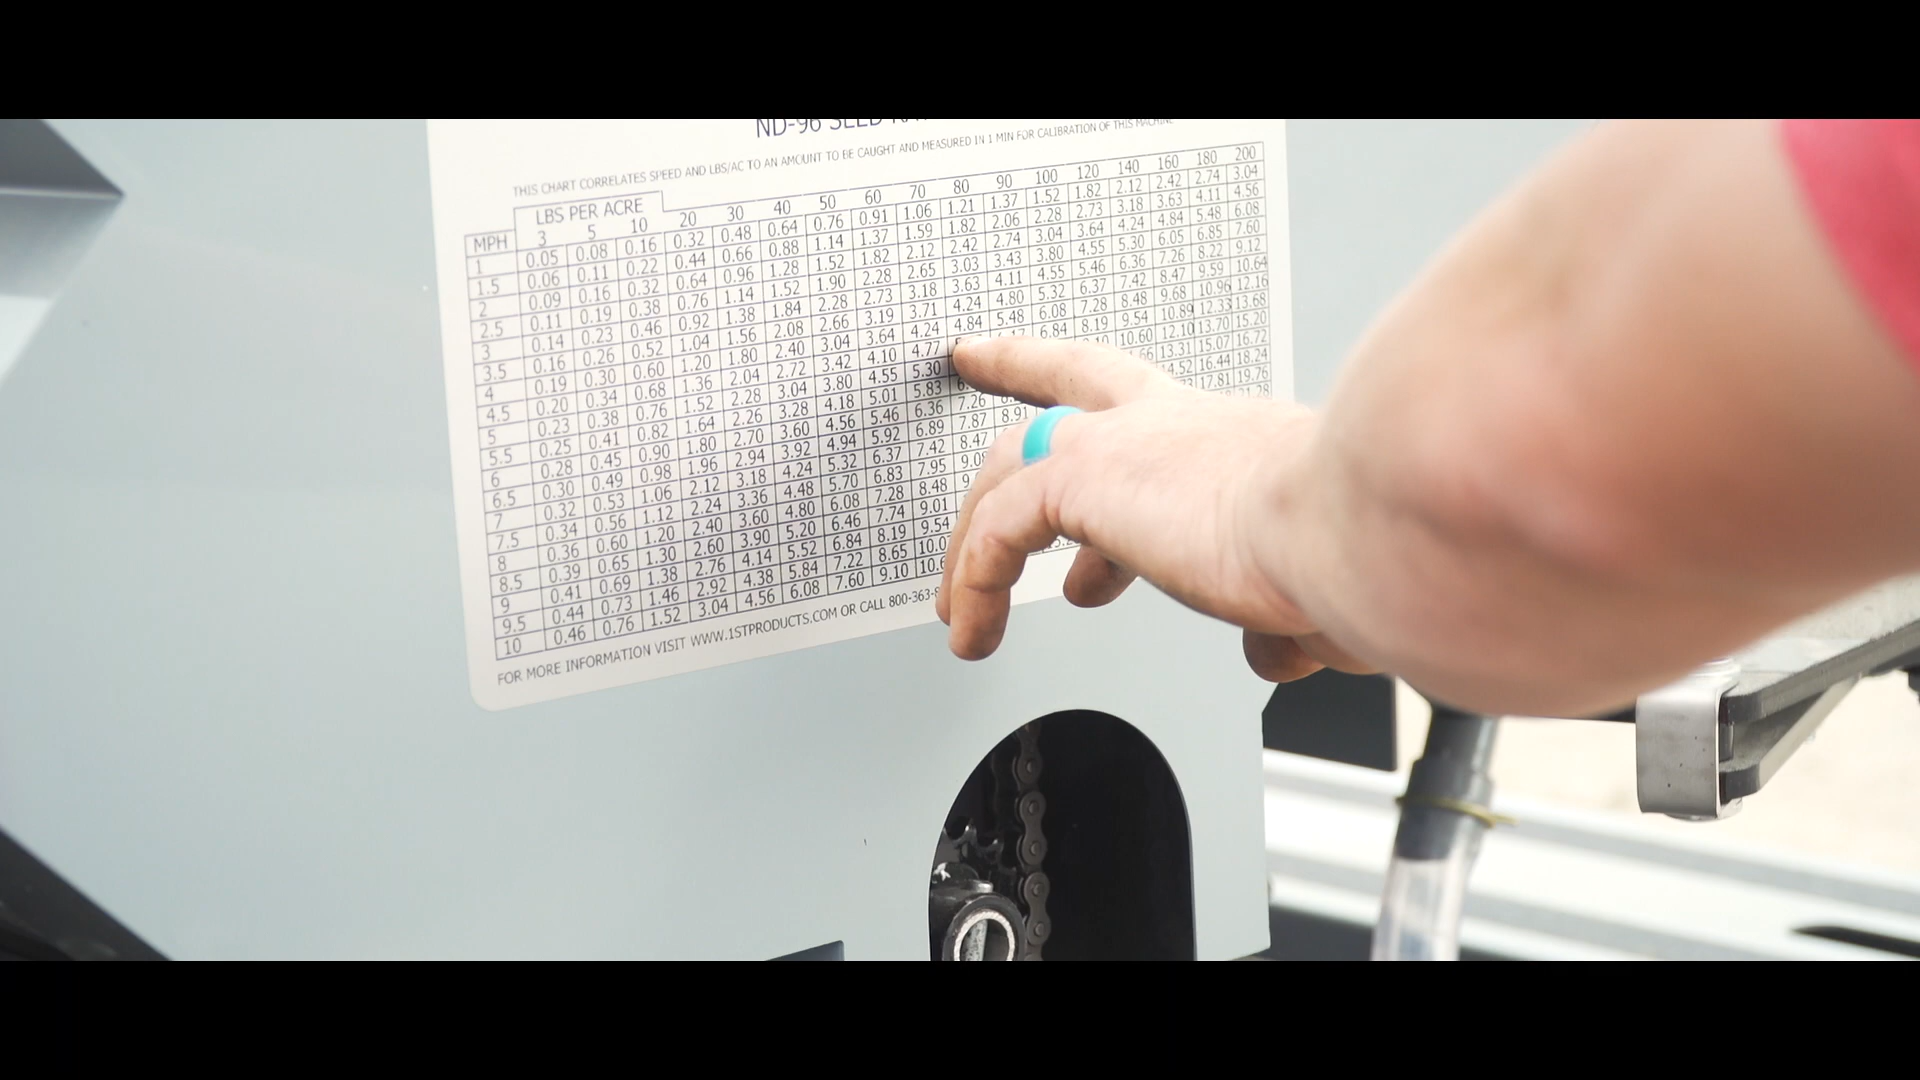 ND-96
THIS CHART CORRELATES SPEED AND LBS/AC TO AN AMOUNT TO BE CAUGHT AND MEASURED IN 1 MIN FOR CALIBRATION OF THIS MACHINE
LBS PER ACRE
MPH 3 5 10 20 30 40 50 60 70 80 90 100 120 140 160 180 200
1 0.05 0.08 0.16 0.32 0.48 0.64 0.76 0.91 1.06 1.21 1.37 1.52 1.82 2.12 2.42 2.74 3.04
1.5 0.06 0.11 0.22 0.44 0.66 0.88 1.14 1.37 1.59 1.82 2.06 2.28 2.73 3.18 3.63 4.11 4.56
2 0.09 0.16 0.32 0.64 0.96 1.28 1.52 1.82 2.12 2.42 2.74 3.04 3.64 4.24 4.84 5.48 6.08
2.5 0.11 0.19 0.38 0.76 1.14 1.52 1.90 2.28 2.65 3.03 3.43 3.80 4.55 5.30 6.05 6.85 7.60
3 0.14 0.23 0.46 0.92 1.38 1.84 2.28 2.73 3.18 3.63 4.11 4.55 5.46 6.36 7.26 8.22 9.12
3.5 0.16 0.26 0.52 1.04 1.56 2.08 2.66 3.19 3.71 4.24 4.80 5.32 6.37 7.42 8.47 9.59 10.64
4 0.19 0.30 0.60 1.20 1.80 2.40 3.04 3.64 4.24 4.84 5.48 6.08 7.28 8.48 9.68 10.96 12.16
4.5 0.20 0.34 0.68 1.36 2.04 2.72 3.42 4.10 4.77 6.84 8.19 9.54 10.89 12.33 13.68
5 0.23 0.38 0.76 1.52 2.28 3.04 3.80 4.55 5.30 10.60 12.10 13.70 15.20
5.5 0.25 0.41 0.82 1.64 2.26 3.28 4.18 5.01 5.83 13.31 15.07 16.72
6 0.28 0.45 0.90 1.80 2.70 3.60 4.56 5.46 6.36 7.26 14.52 16.44 18.24
6.5 0.30 0.49 0.98 1.96 2.94 3.92 4.94 5.92 6.89 7.87 8.91 17.81 19.76
7 0.32 0.53 1.06 2.12 3.18 4.24 5.32 6.37 7.42 8.47 21.28
7.5 0.34 0.56 1.12 2.24 3.36 4.48 5.70 6.83 7.95
8 0.36 0.60 1.20 2.40 3.60 4.80 6.08 7.28 8.48
8.5 0.39 0.65 1.30 2.60 3.90 5.20 6.46 7.74 9.01
9 0.41 0.69 1.38 2.76 4.14 5.52 6.84 8.19 9.54
9.5 0.44 0.73 1.46 2.92 4.38 5.84 7.22 8.65
10 0.46 0.76 1.52 3.04 4.56 6.08 7.60 9.10
FOR MORE INFORMATION VISIT WWW.1STPRODUCTS.COM OR CALL 800-363-8